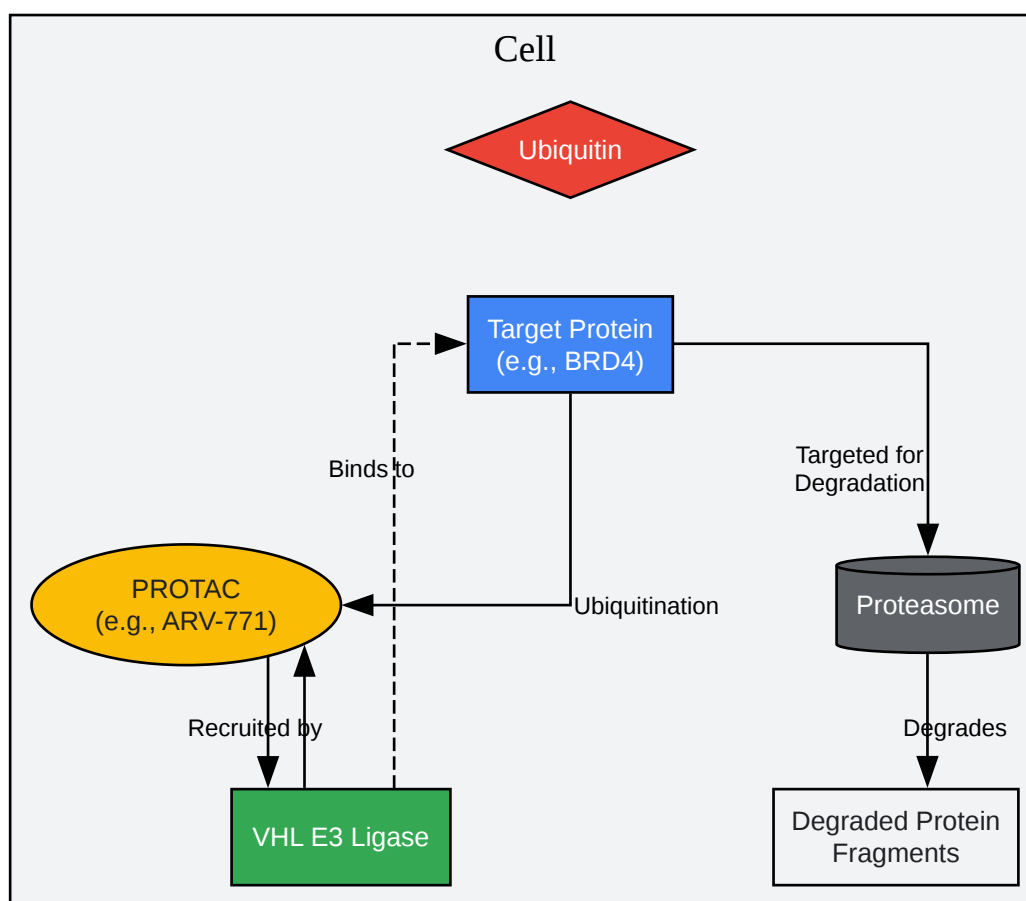 Cell
Ubiquitin
Target Protein
(e.g., BRD4)
Binds to
Targeted for
Degradation
PROTAC
(e.g., ARV-771)
Ubiquitination
Proteasome
Recruited by
Degrades
VHL E3 Ligase
Degraded Protein
Fragments